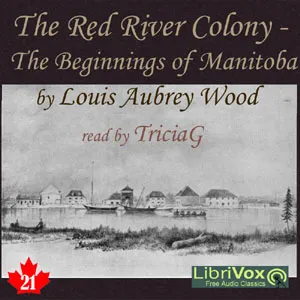 The Red River Colony -
The Beginnings of Manitoba
by Louis Aubrey Wood
read by TriciaG
21
LibriVox
Free Audio Classics